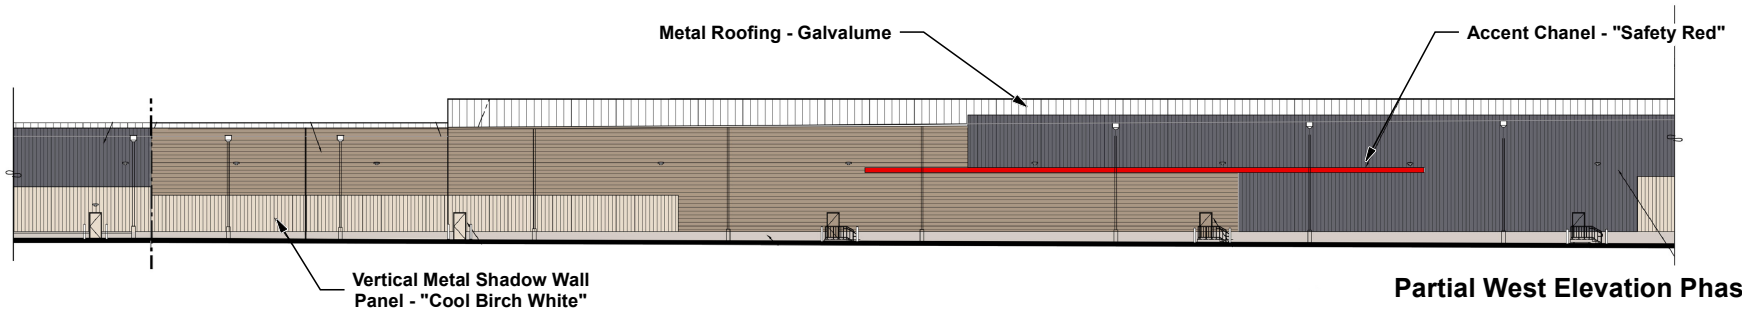 Metal Roofing - Galvalume
Accent Chanel - "Safety Red"
Vertical Metal Shadow Wall
Panel - "Cool Birch White"
Partial West Elevation Phas